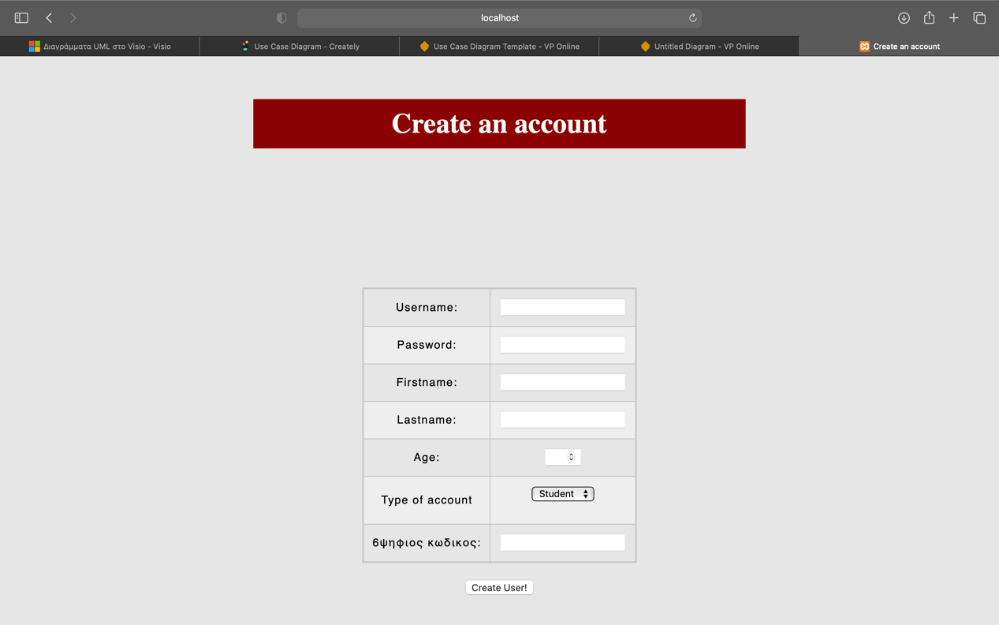 localhost
Διαγράμματα UML στο Visio - Visio
Use Case Diagram - Creately
Use Case Diagram Template - VP Online
Untitled Diagram - VP Online
Create an account
Create an account
Username:
Password:
Firstname:
Lastname:
Age:
Type of account
Student
6ψηφιος κωδικος:
Create User!